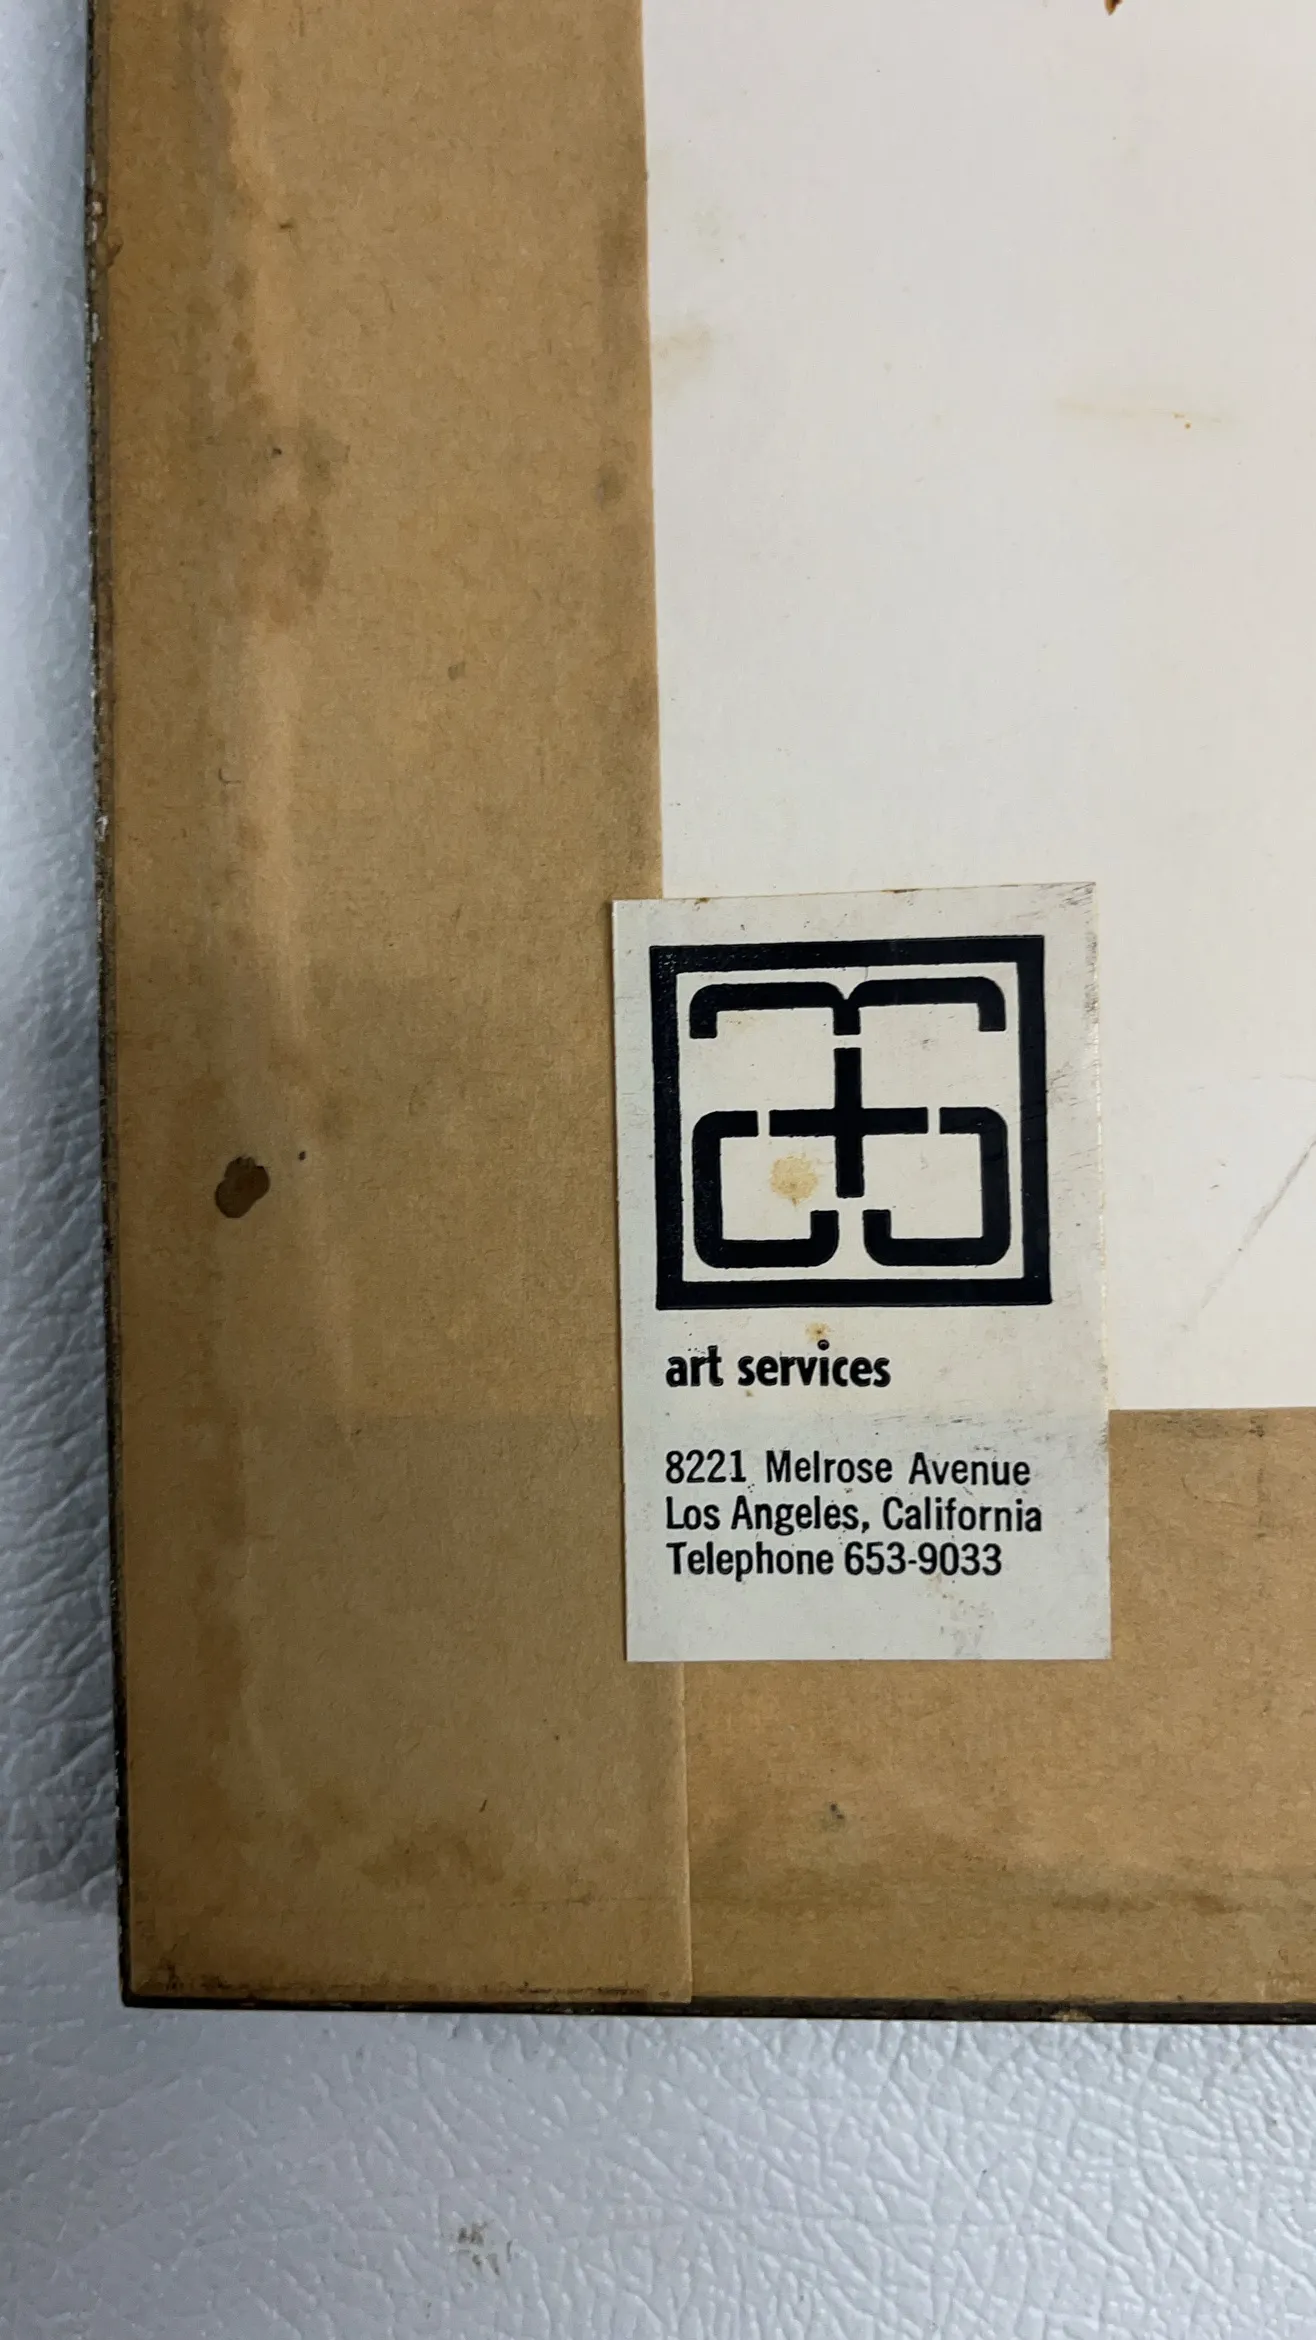 art services
8221 Melrose Avenue
Los Angeles, California
Telephone 653-9033